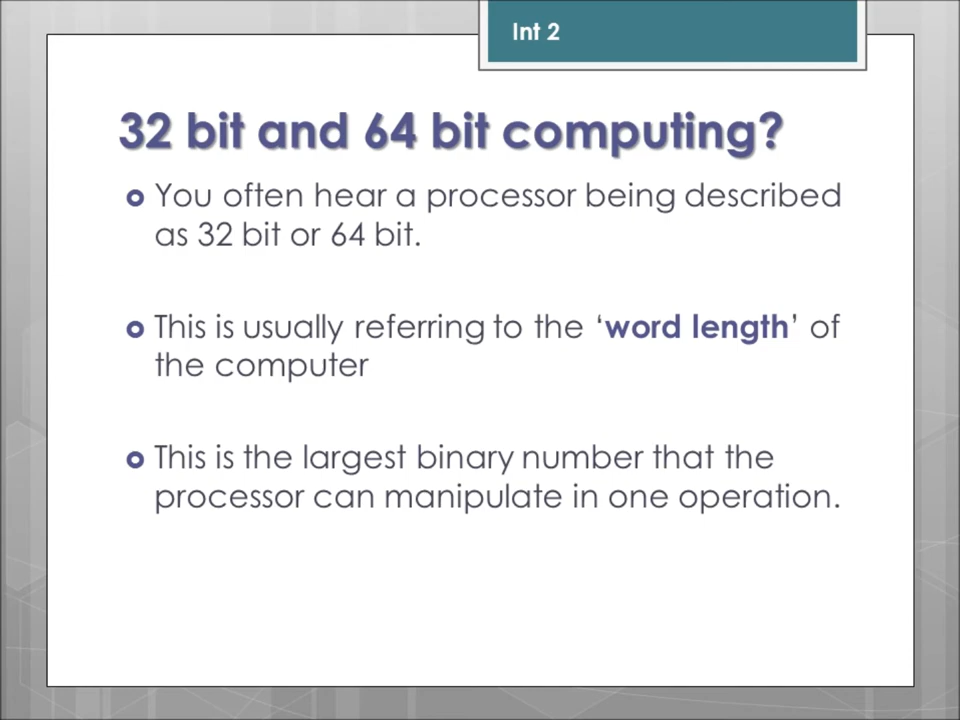 Int 2
32 bit and 64 bit computing?
You often hear a processor being described
as 32 bit or 64 bit.
This is usually referring to the ‘word length’ of
the computer
This is the largest binary number that the
processor can manipulate in one operation.